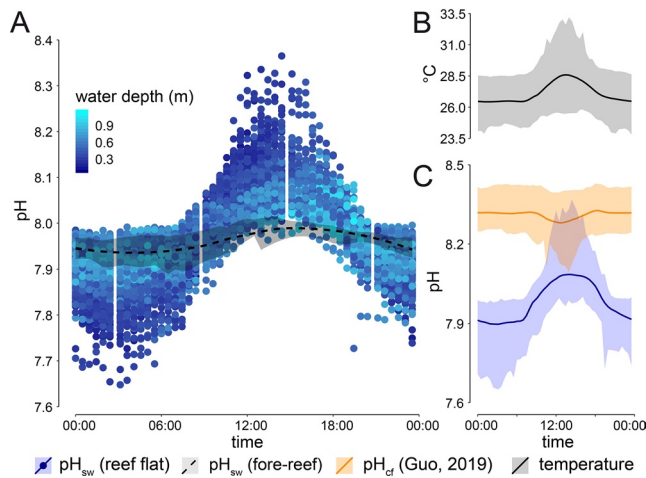 A
8.4
8.3
8.2
8.1
8.0
7.9
7.8
7.7
7.6
pH
water depth (m)
0.9
0.6
0.3
00:00 06:00 12:00 18:00 00:00
time
B
33.5
31.0
28.5
26.0
23.5
°C
C
8.5
8.2
7.9
7.6
pH
00:00 12:00 00:00
time
pHsw (reef flat) pHsw (fore-reef) pHcf (Guo, 2019) temperature